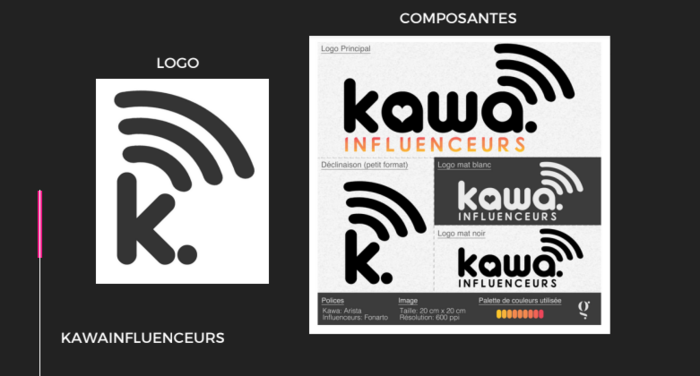 COMPOSANTES
LOGO
k.
KAWAINFLUENCEURS
Logo Principal
kawa.
INFLUENCEURS
Déclinaison (petit format)
k.
Logo mat blanc
kawa.
INFLUENCEURS
Logo mat noir
kawa.
INFLUENCEURS
Polices
Kawa: Arista
Influenceurs: Fonarto
Image
Taille: 20 cm x 20 cm
Résolution: 600 ppi
Palette de couleurs utilisée
g